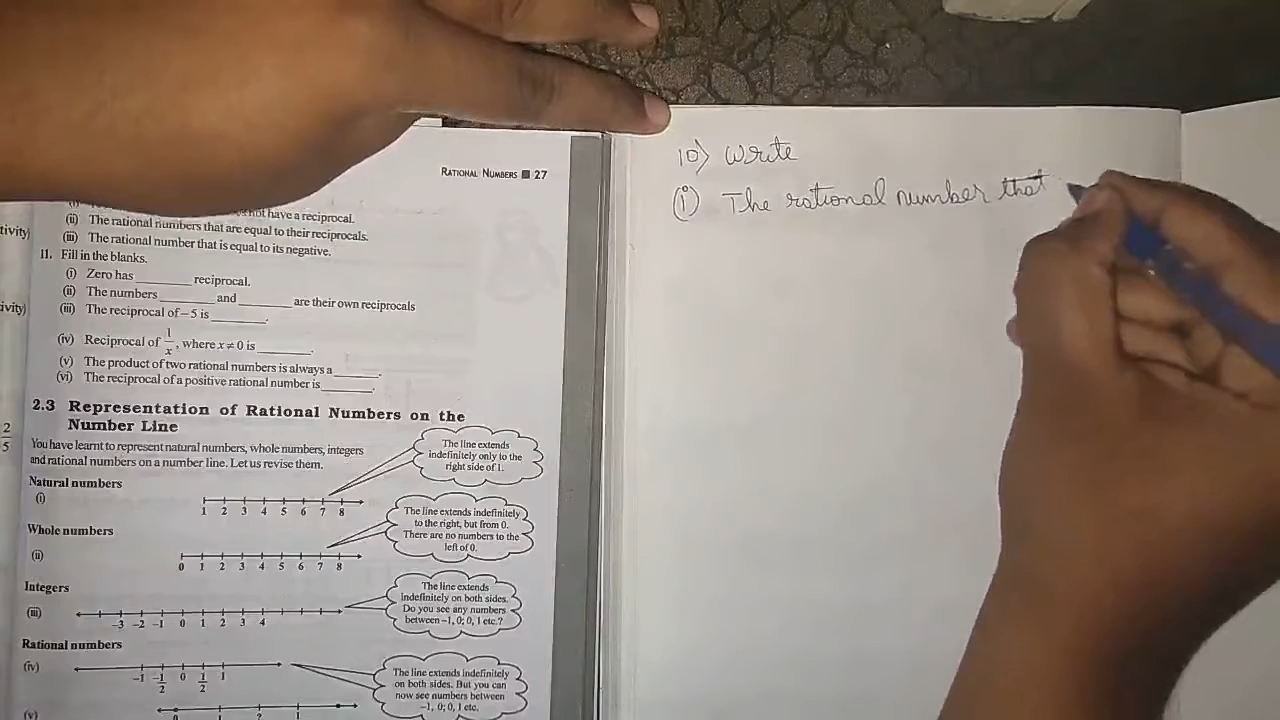 RATIONAL NUMBERS ■ 27
(i) not have a reciprocal.
(ii) The rational numbers that are equal to their reciprocals.
(iii) The rational number that is equal to its negative.
11. Fill in the blanks.
(i) Zero has ________ reciprocal.
(ii) The numbers ________ and ________ are their own reciprocals
(iii) The reciprocal of –5 is ________.
(iv) Reciprocal of 1/x, where x ≠ 0 is ________.
(v) The product of two rational numbers is always a ________.
(vi) The reciprocal of a positive rational number is ________.
2.3 Representation of Rational Numbers on the
Number Line
You have learnt to represent natural numbers, whole numbers, integers
and rational numbers on a number line. Let us revise them.
Natural numbers
(i)
1 2 3 4 5 6 7 8
The line extends
indefinitely only to the
right side of 1.
Whole numbers
(ii)
0 1 2 3 4 5 6 7 8
The line extends indefinitely
to the right, but from 0.
There are no numbers to the
left of 0.
Integers
(iii)
–3 –2 –1 0 1 2 3 4
The line extends
indefinitely on both sides.
Do you see any numbers
between –1, 0; 0, 1 etc.?
Rational numbers
(iv)
–1 –1/2 0 1/2 1
The line extends indefinitely
on both sides. But you can
now see numbers between
–1, 0; 0, 1 etc.
(v)
tivity)
ivity)
2/5
10) Write
(i) The rational number that